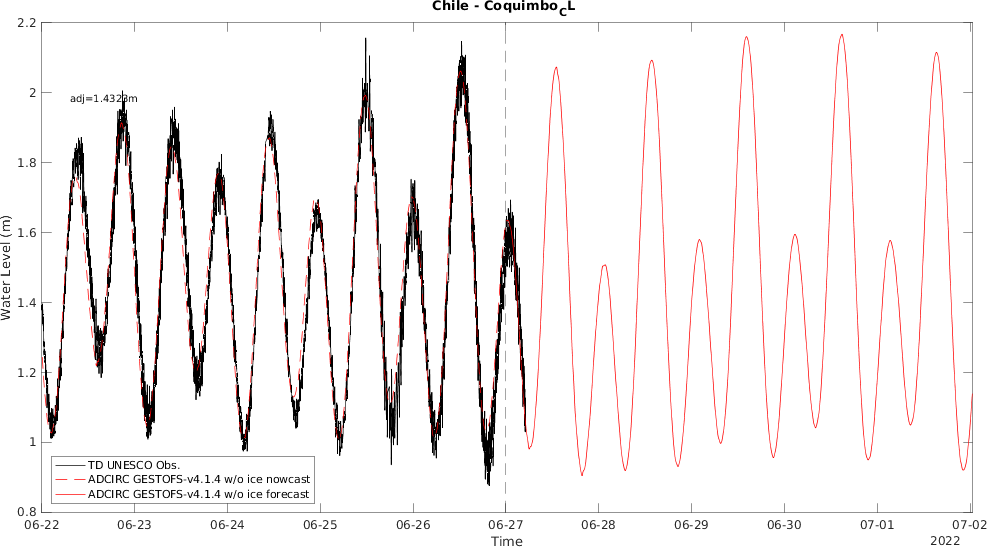 Chile - Coquimbo_CL
2.2
2
1.8
1.6
1.4
1.2
1
0.8
Water Level (m)
adj=1.4323m
TD UNESCO Obs.
ADCIRC GESTOFS-v4.1.4 w/o ice nowcast
ADCIRC GESTOFS-v4.1.4 w/o ice forecast
06-22 06-23 06-24 06-25 06-26 06-27 06-28 06-29 06-30 07-01 07-02
Time
2022